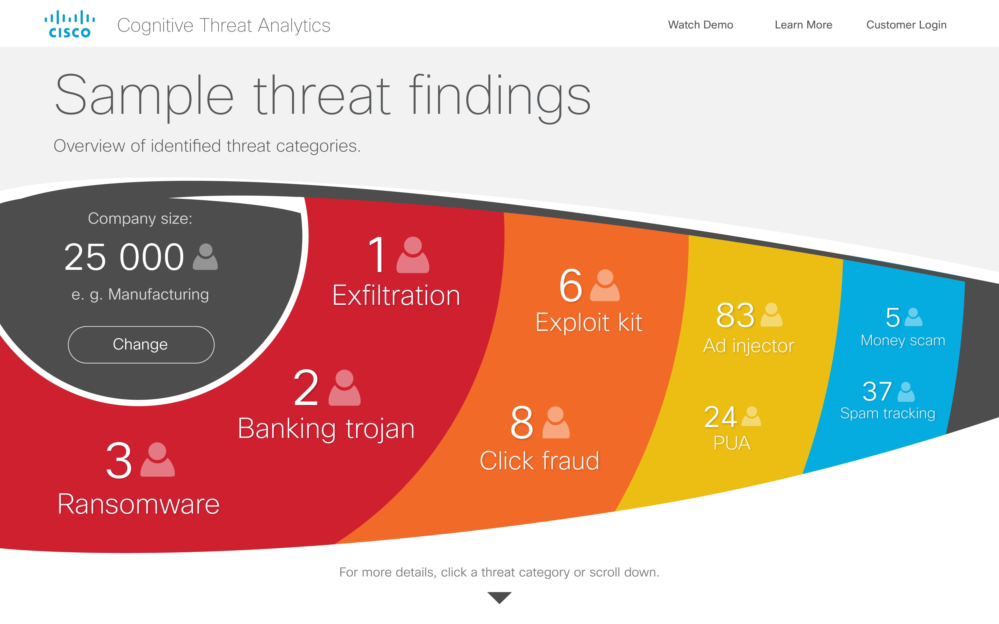 CISCO
Cognitive Threat Analytics
Watch Demo
Learn More
Customer Login
Sample threat findings
Overview of identified threat categories.
Company size:
25 000
e. g. Manufacturing
Change
1
Exfiltration
2
Banking trojan
3
Ransomware
6
Exploit kit
8
Click fraud
83
Ad injector
24
PUA
5
Money scam
37
Spam tracking
For more details, click a threat category or scroll down.